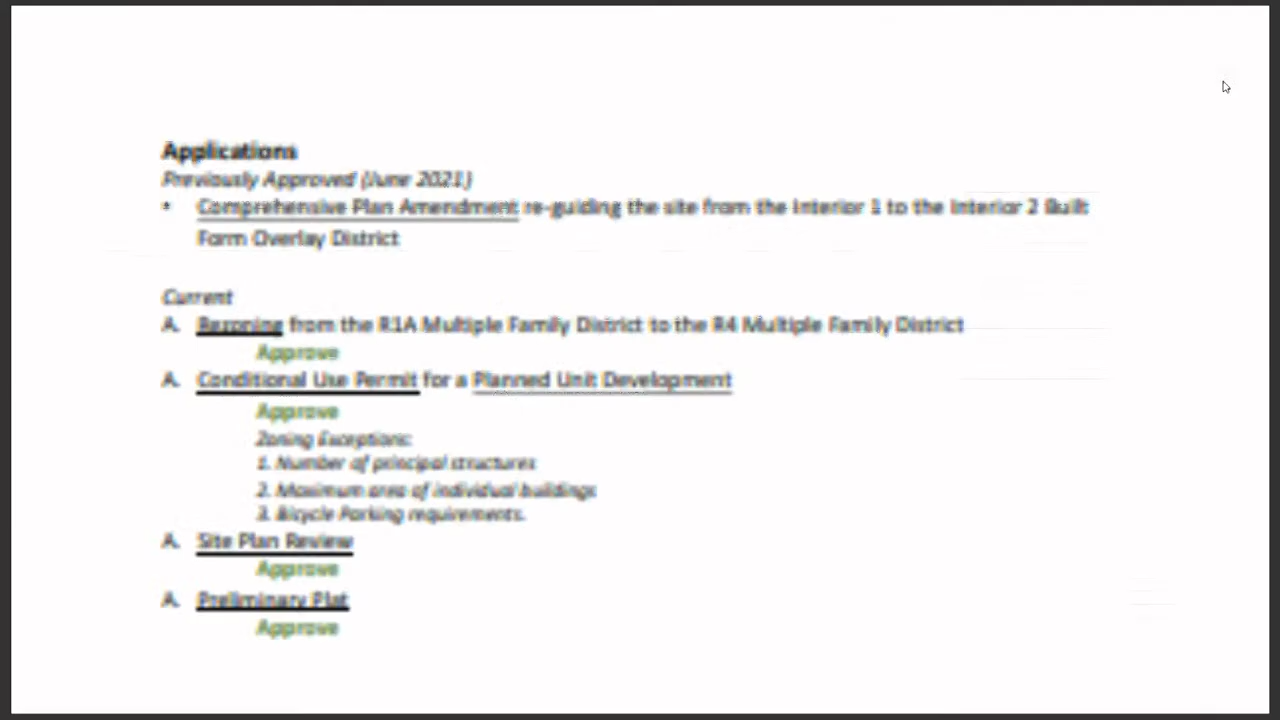 Applications
Previously Approved (June 2021)
• Comprehensive Plan Amendment re-guiding the site from the Interior 1 to the Interior 2 Built
Form Overlay District
Current
A. Rezoning from the R1A Multiple Family District to the R4 Multiple Family District
Approve
A. Conditional Use Permit for a Planned Unit Development
Approve
Zoning Exceptions:
1. Number of principal structures
2. Maximum area of individual buildings
3. Bicycle Parking requirements.
A. Site Plan Review
Approve
A. Preliminary Plat
Approve